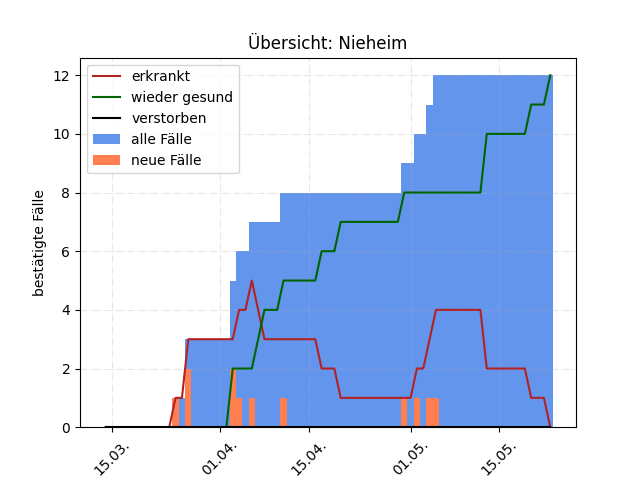 Übersicht: Nieheim
erkrankt
wieder gesund
verstorben
alle Fälle
neue Fälle
bestätigte Fälle
12
10
8
6
4
2
0
15.03.
01.04.
15.04.
01.05.
15.05.